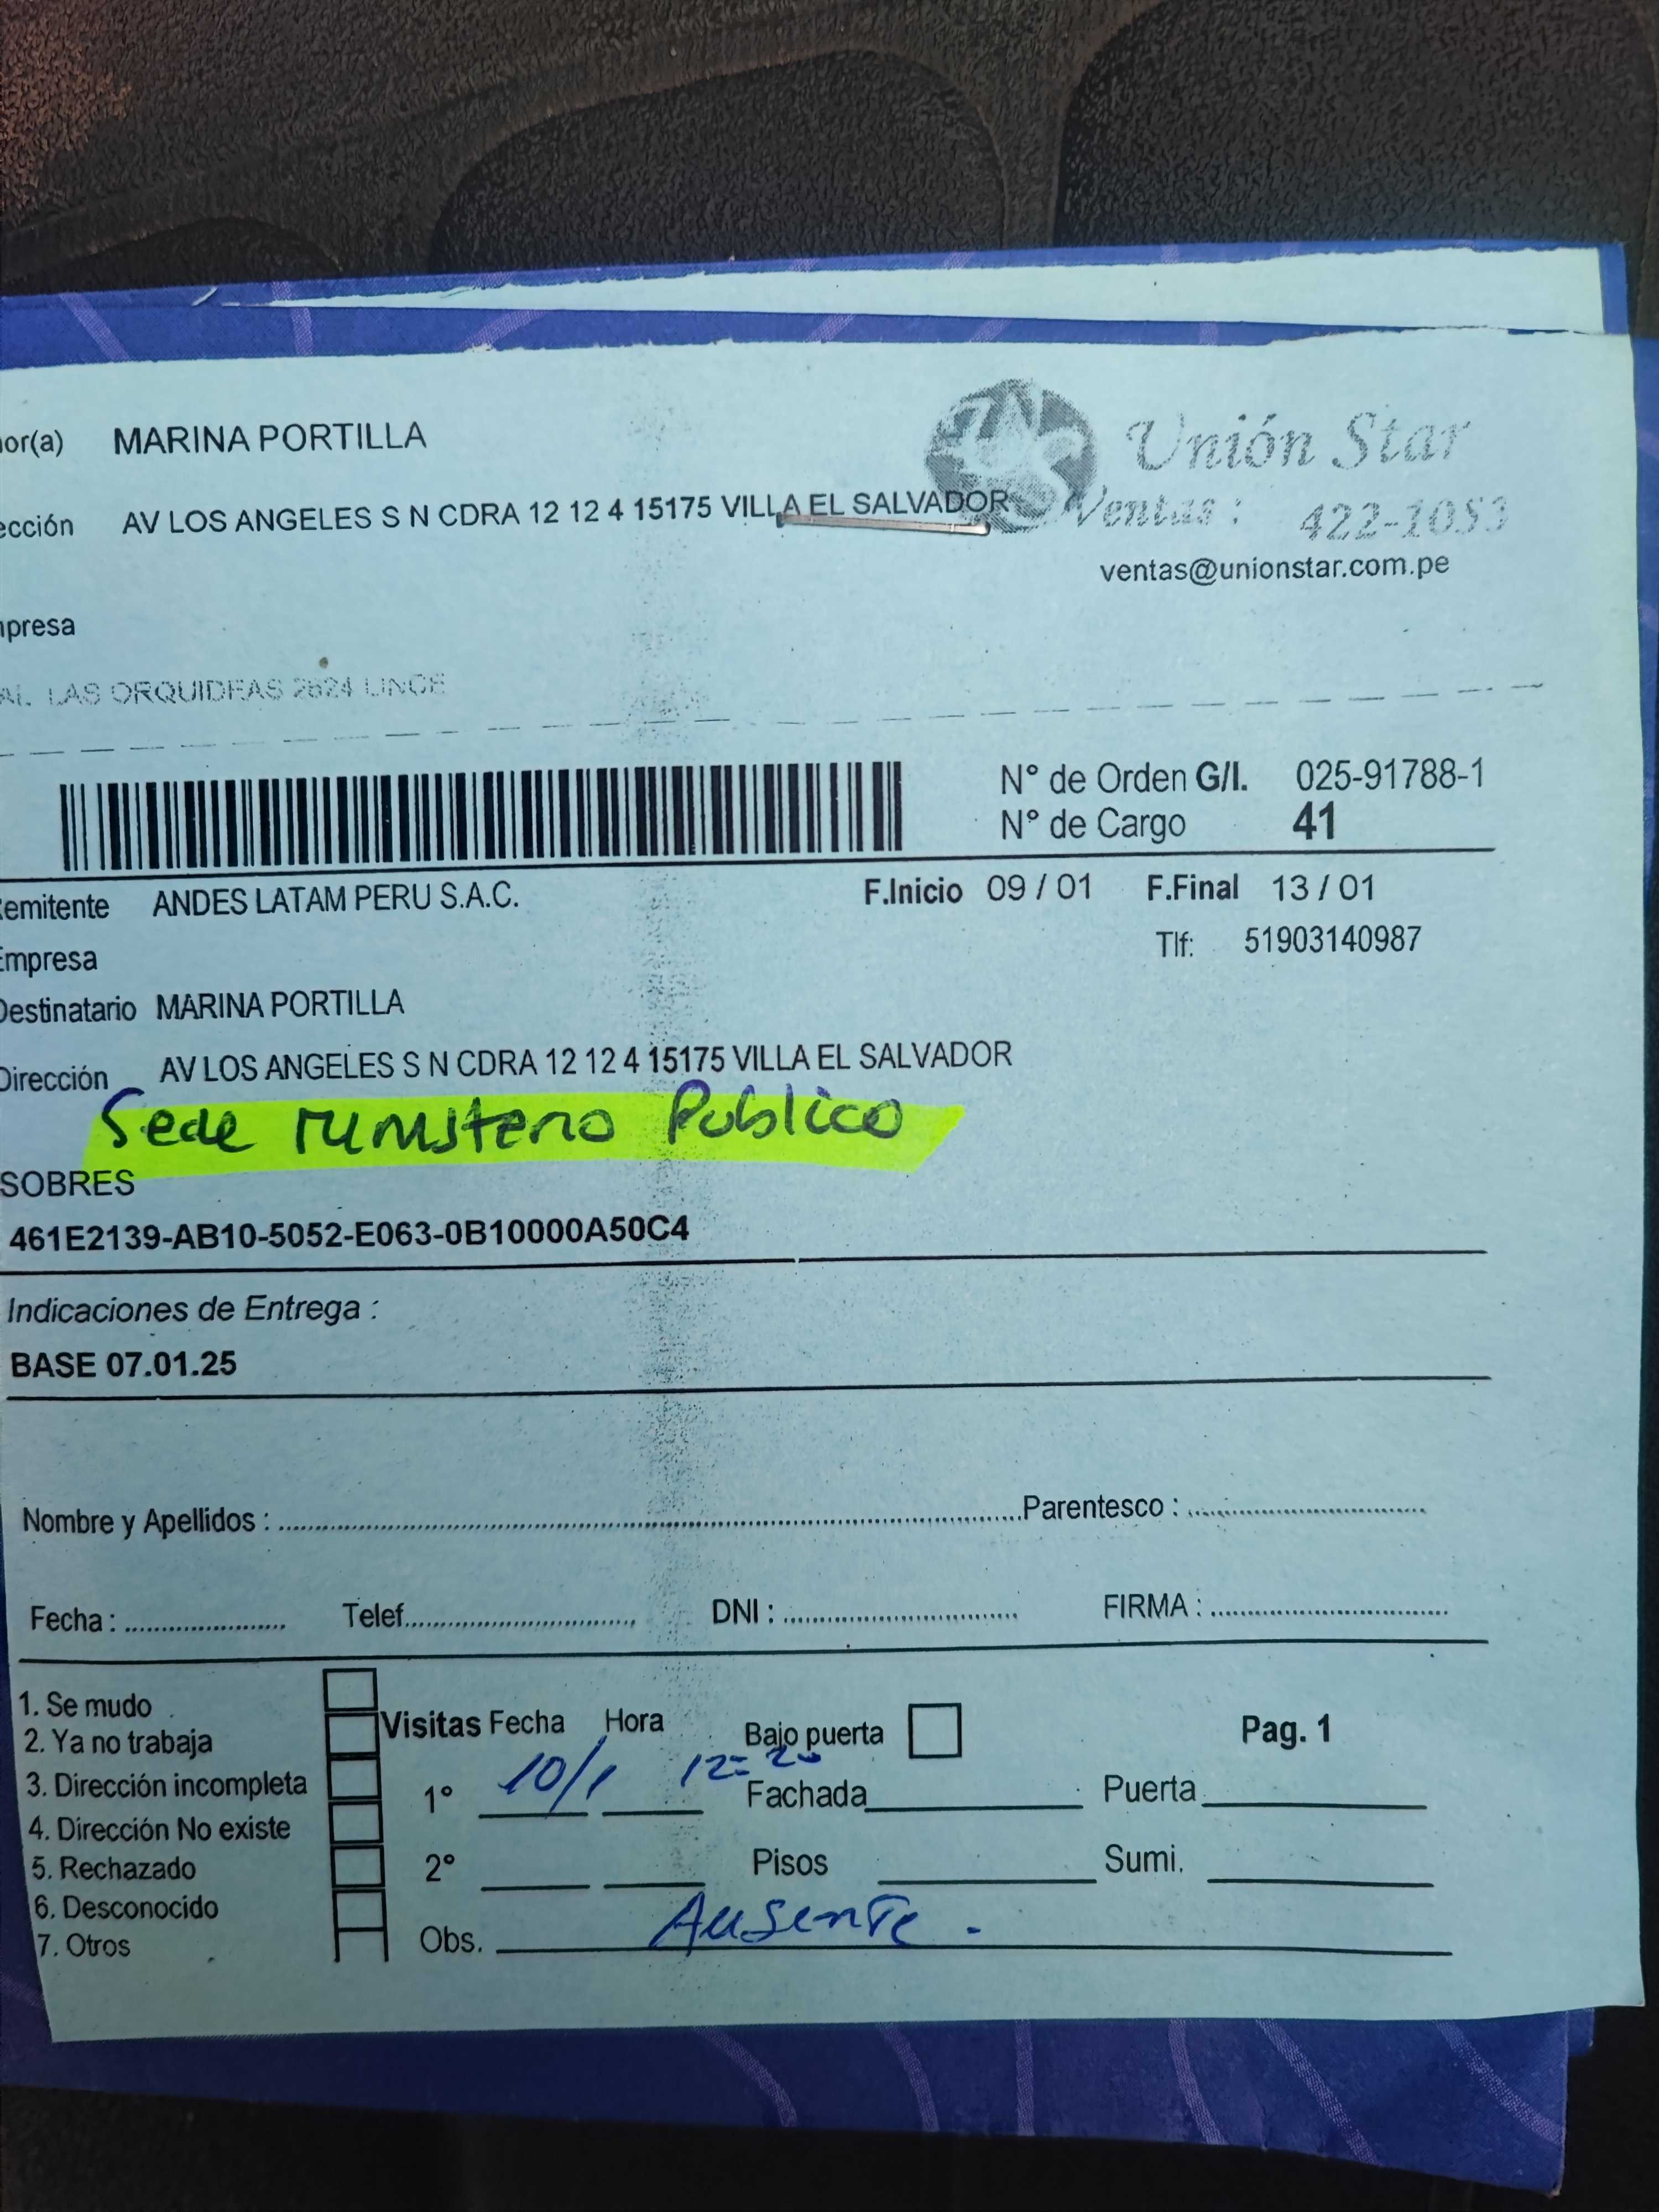 or(a) MARINA PORTILLA
Unión Star
ección AV LOS ANGELES S N CDRA 12 12 4 15175 VILLA EL SALVADOR
Ventas : 422-1053
ventas@unionstar.com.pe
presa
AL. LAS ORQUIDEAS 2624 LINCE
N° de Orden G/I. 025-91788-1
N° de Cargo 41
emitente ANDES LATAM PERU S.A.C. F.Inicio 09 / 01 F.Final 13 / 01
Empresa Tlf: 51903140987
Destinatario MARINA PORTILLA
Dirección AV LOS ANGELES S N CDRA 12 12 4 15175 VILLA EL SALVADOR
Sede Ministerio Publico
SOBRES
461E2139-AB10-5052-E063-0B10000A50C4
Indicaciones de Entrega :
BASE 07.01.25
Nombre y Apellidos : Parentesco :
Fecha : Telef. DNI : FIRMA :
1. Se mudo
2. Ya no trabaja
3. Dirección incompleta
4. Dirección No existe
5. Rechazado
6. Desconocido
7. Otros
Visitas Fecha Hora Bajo puerta Pag. 1
1° 10/1 12=20 Fachada Puerta
2° Pisos Sumi.
Obs. Ausente.